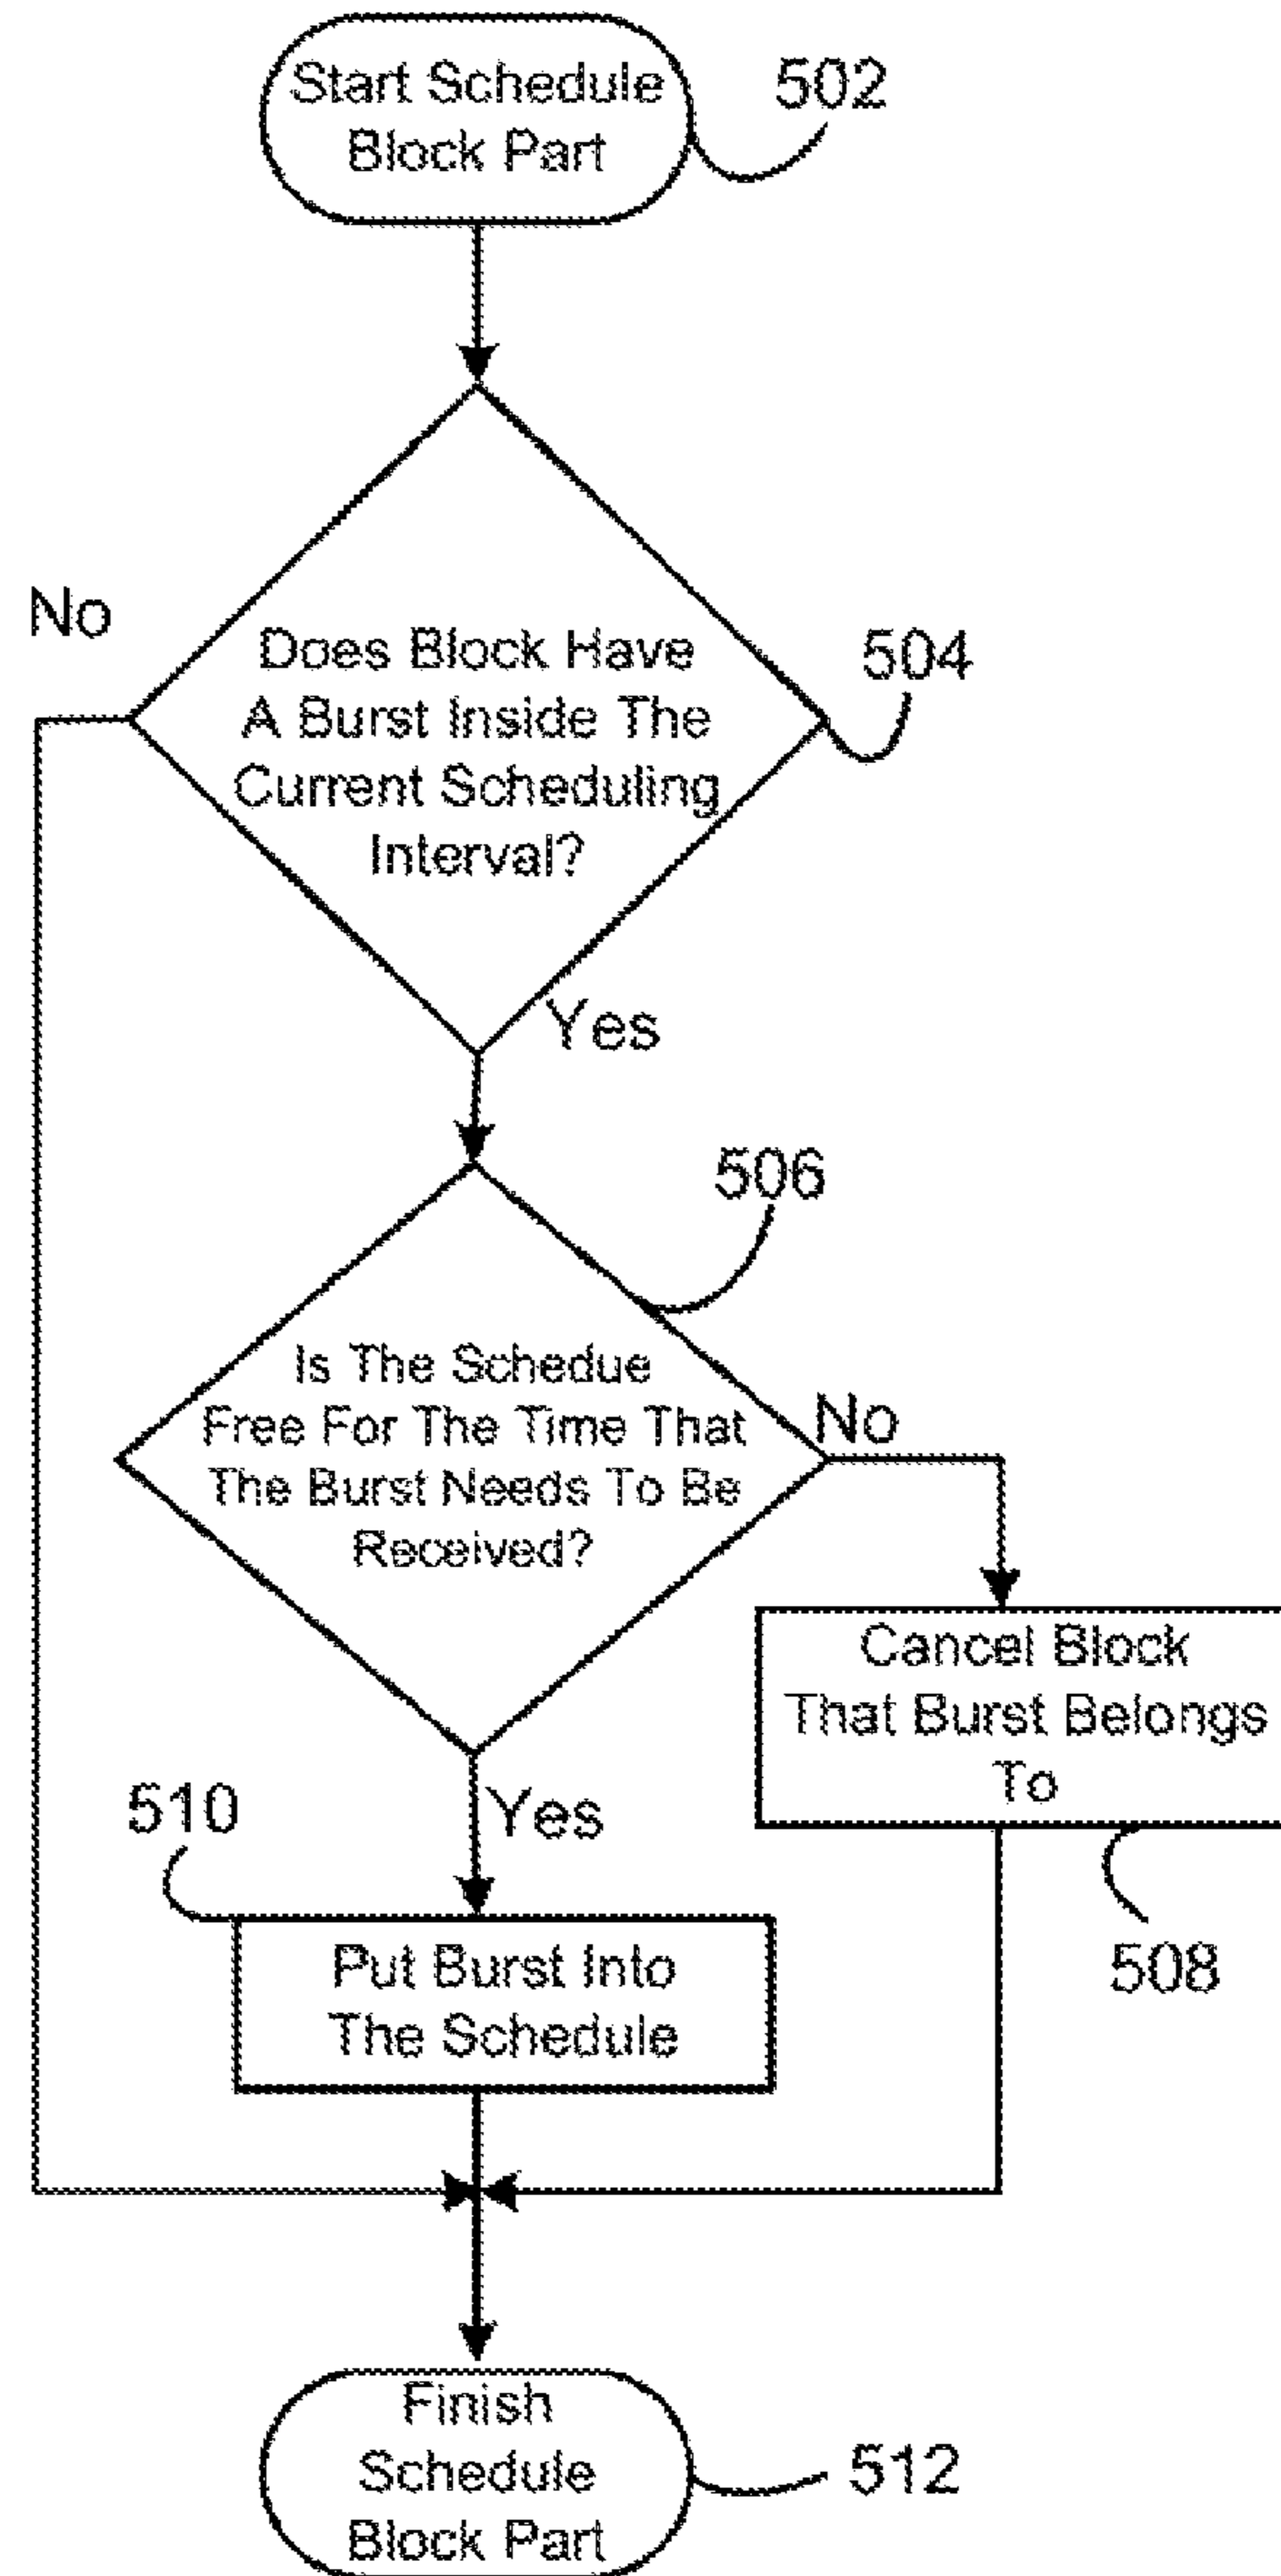 Start Schedule
Block Part
502
No
Does Block Have
A Burst Inside The
Current Scheduling
Interval?
504
Yes
506
Is The Schedue
Free For The Time That
The Burst Needs To Be
Received?
No
Cancel Block
That Burst Belongs
To
508
Yes
510
Put Burst Into
The Schedule
Finish
Schedule
Block Part
512